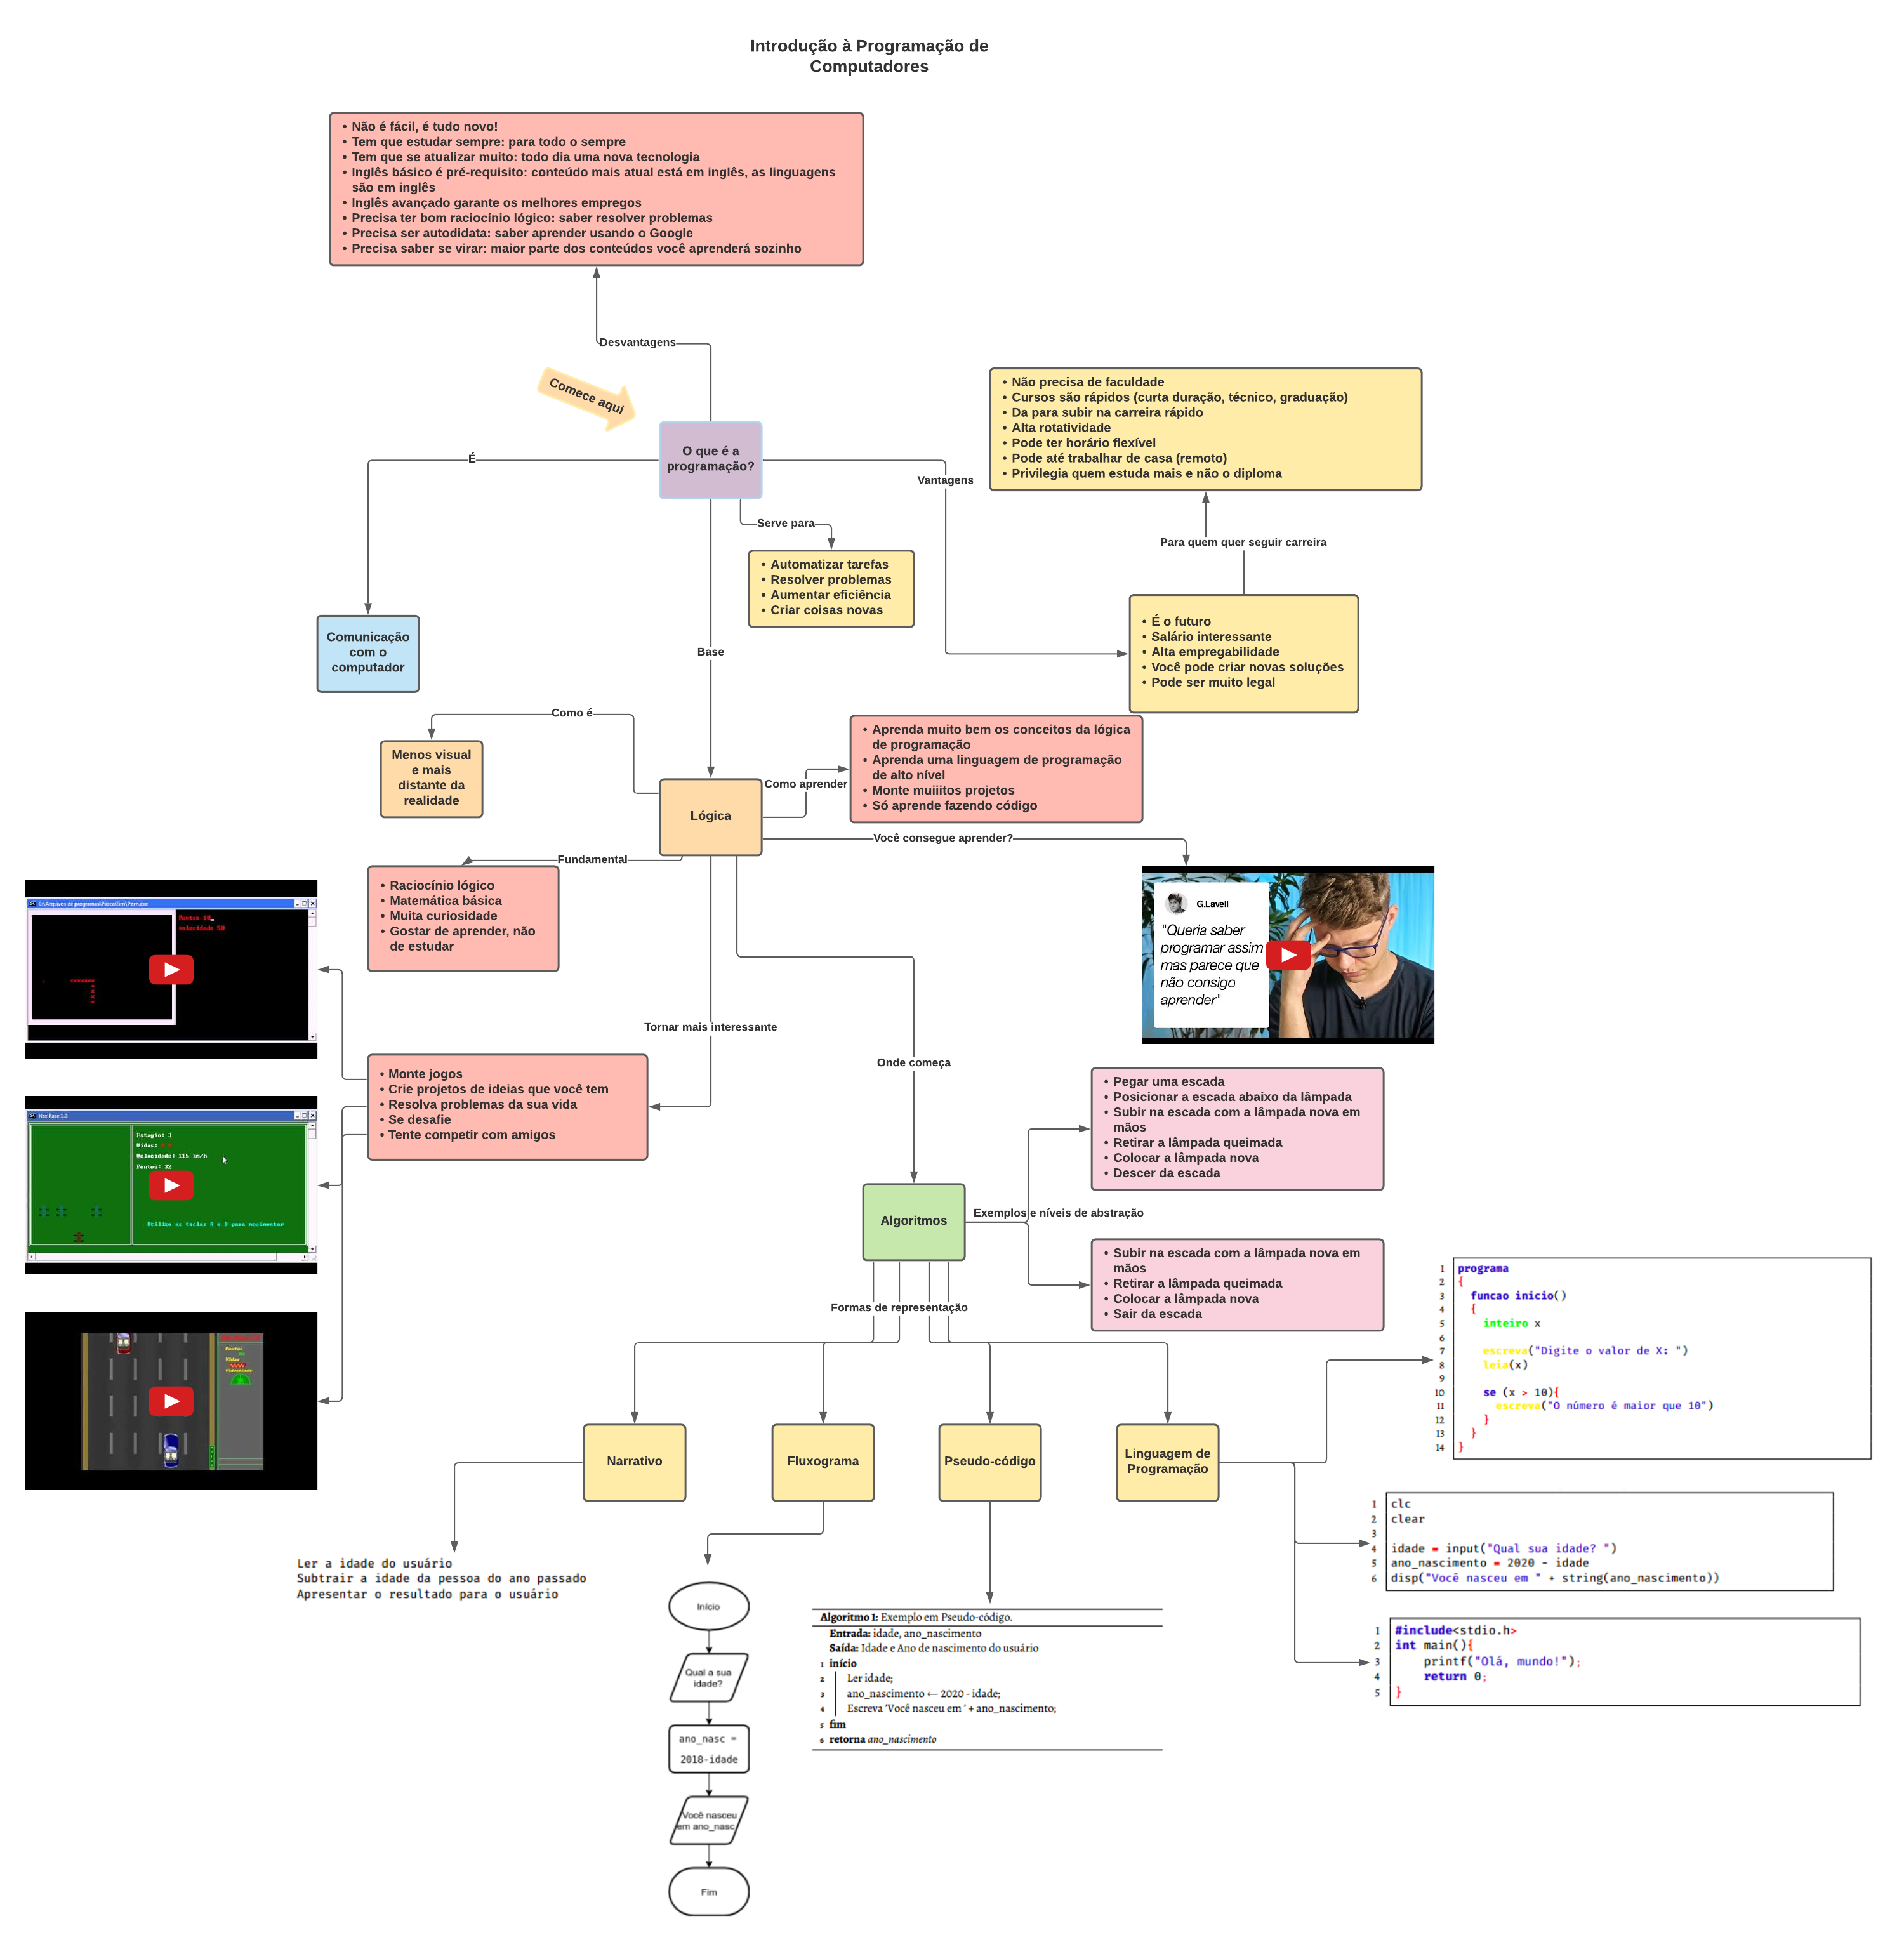 Introdução à Programação de
Computadores
• Não é fácil, é tudo novo!
• Tem que estudar sempre: para todo o sempre
• Tem que se atualizar muito: todo dia uma nova tecnologia
• Inglês básico é pré-requisito: conteúdo mais atual está em inglês, as linguagens
são em inglês
• Inglês avançado garante os melhores empregos
• Precisa ter bom raciocínio lógico: saber resolver problemas
• Precisa ser autodidata: saber aprender usando o Google
• Precisa saber se virar: maior parte dos conteúdos você aprenderá sozinho
Desvantagens
Comece aqui
O que é a
programação?
É
Vantagens
• Não precisa de faculdade
• Cursos são rápidos (curta duração, técnico, graduação)
• Da para subir na carreira rápido
• Alta rotatividade
• Pode ter horário flexível
• Pode até trabalhar de casa (remoto)
• Privilegia quem estuda mais e não o diploma
Para quem quer seguir carreira
Serve para
• Automatizar tarefas
• Resolver problemas
• Aumentar eficiência
• Criar coisas novas
• É o futuro
• Salário interessante
• Alta empregabilidade
• Você pode criar novas soluções
• Pode ser muito legal
Comunicação
com o
computador
Base
Como é
Menos visual
e mais
distante da
realidade
Lógica
Como aprender
• Aprenda muito bem os conceitos da lógica
de programação
• Aprenda uma linguagem de programação
de alto nível
• Monte muiiitos projetos
• Só aprende fazendo código
Você consegue aprender?
G.Laveli
"Queria saber
programar assim
mas parece que
não consigo
aprender"
Fundamental
• Raciocínio lógico
• Matemática básica
• Muita curiosidade
• Gostar de aprender, não
de estudar
C:\Arquivos de programas\PascalZim\Pzim.exe
Pontos 10
velocidade 50
Tornar mais interessante
• Monte jogos
• Crie projetos de ideias que você tem
• Resolva problemas da sua vida
• Se desafie
• Tente competir com amigos
Nax Race 1.0
Estagio: 3
Vidas:
Velocidade: 115 km/h
Pontos: 32
Utilize as teclas A e D para movimentar
Pontos
Vidas
Velocidade
Onde começa
Algoritmos
Exemplos e níveis de abstração
• Pegar uma escada
• Posicionar a escada abaixo da lâmpada
• Subir na escada com a lâmpada nova em
mãos
• Retirar a lâmpada queimada
• Colocar a lâmpada nova
• Descer da escada
• Subir na escada com a lâmpada nova em
mãos
• Retirar a lâmpada queimada
• Colocar a lâmpada nova
• Sair da escada
Formas de representação
Narrativo
Fluxograma
Pseudo-código
Linguagem de
Programação
Ler a idade do usuário
Subtrair a idade da pessoa do ano passado
Apresentar o resultado para o usuário
Início
Qual a sua
idade?
ano_nasc =
2018-idade
Você nasceu
em ano_nasc
Fim
Algoritmo 1: Exemplo em Pseudo-código.
Entrada: idade, ano_nascimento
Saída: Idade e Ano de nascimento do usuário
1 início
2 Ler idade;
3 ano_nascimento ← 2020 - idade;
4 Escreva 'Você nasceu em ' + ano_nascimento;
5 fim
6 retorna ano_nascimento
1 programa
2 {
3 funcao inicio()
4 {
5 inteiro x
6
7 escreva("Digite o valor de X: ")
8 leia(x)
9
10 se (x > 10){
11 escreva("O número é maior que 10")
12 }
13 }
14 }
1 clc
2 clear
3
4 idade = input("Qual sua idade? ")
5 ano_nascimento = 2020 - idade
6 disp("Você nasceu em " + string(ano_nascimento))
1 #include<stdio.h>
2 int main(){
3 printf("Olá, mundo!");
4 return 0;
5 }